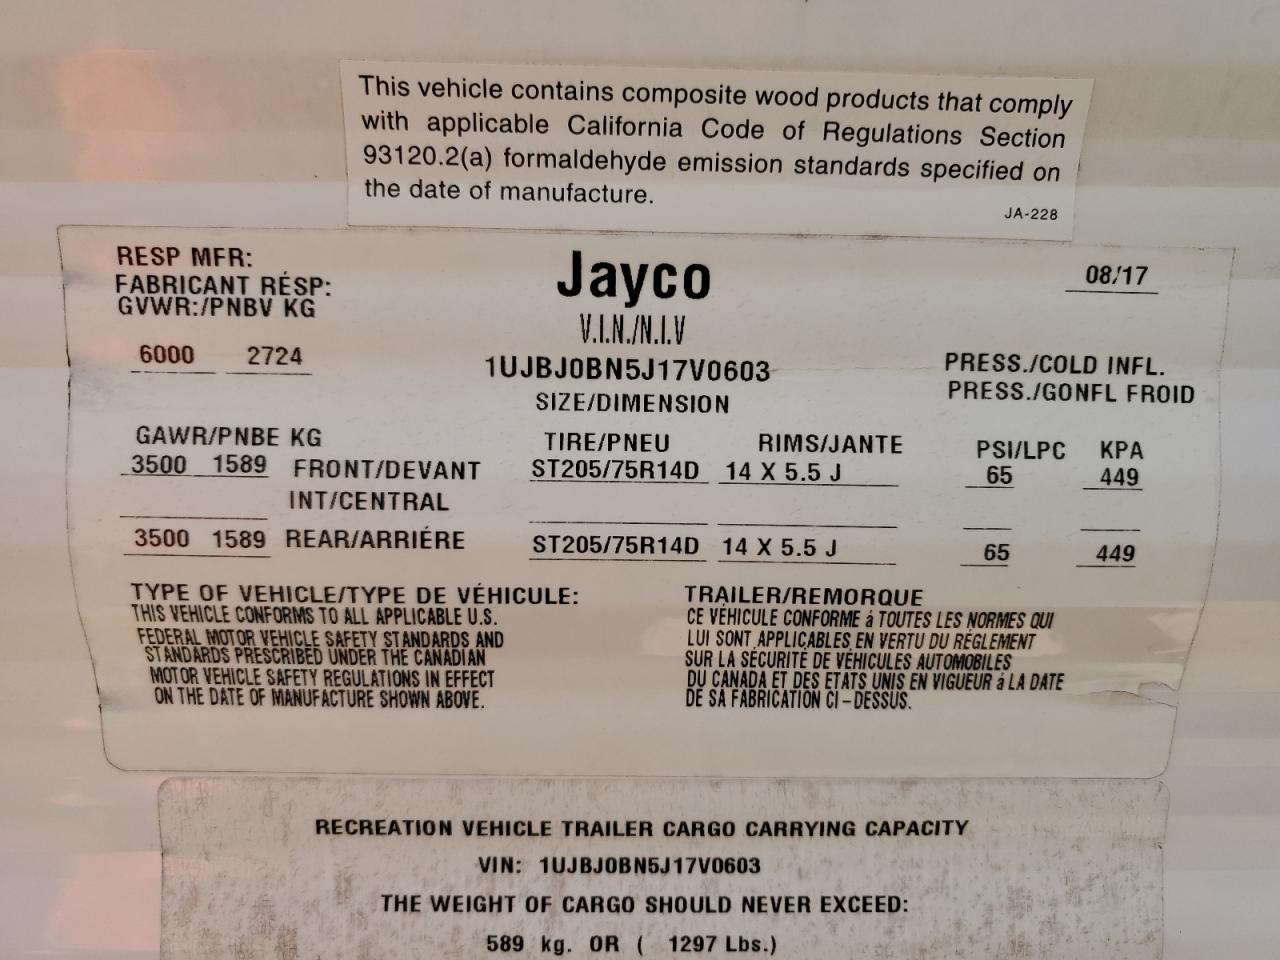 This vehicle contains composite wood products that comply
with applicable California Code of Regulations Section
93120.2(a) formaldehyde emission standards specified on
the date of manufacture.
JA-228
RESP MFR:
FABRICANT RÉSP:
GVWR:/PNBV KG
Jayco
08/17
V.I.N./N.I.V
6000 2724
1UJBJ0BN5J17V0603
PRESS./COLD INFL.
PRESS./GONFL FROID
SIZE/DIMENSION
GAWR/PNBE KG TIRE/PNEU RIMS/JANTE PSI/LPC KPA
3500 1589 FRONT/DEVANT ST205/75R14D 14 X 5.5 J 65 449
INT/CENTRAL
3500 1589 REAR/ARRIÉRE ST205/75R14D 14 X 5.5 J 65 449
TYPE OF VEHICLE/TYPE DE VÉHICULE: TRAILER/REMORQUE
THIS VEHICLE CONFORMS TO ALL APPLICABLE U.S.
FEDERAL MOTOR VEHICLE SAFETY STANDARDS AND
STANDARDS PRESCRIBED UNDER THE CANADIAN
MOTOR VEHICLE SAFETY REGULATIONS IN EFFECT
ON THE DATE OF MANUFACTURE SHOWN ABOVE.
CE VÉHICULE CONFORME á TOUTES LES NORMES QUI
LUI SONT APPLICABLES EN VERTU DU RÉGLEMENT
SUR LA SÉCURITÉ DE VÉHICULES AUTOMOBILES
DU CANADA ET DES ETATS UNIS EN VIGUEUR á LA DATE
DE SA FABRICATION CI-DESSUS.
RECREATION VEHICLE TRAILER CARGO CARRYING CAPACITY
VIN: 1UJBJ0BN5J17V0603
THE WEIGHT OF CARGO SHOULD NEVER EXCEED:
589 kg. OR ( 1297 Lbs.)